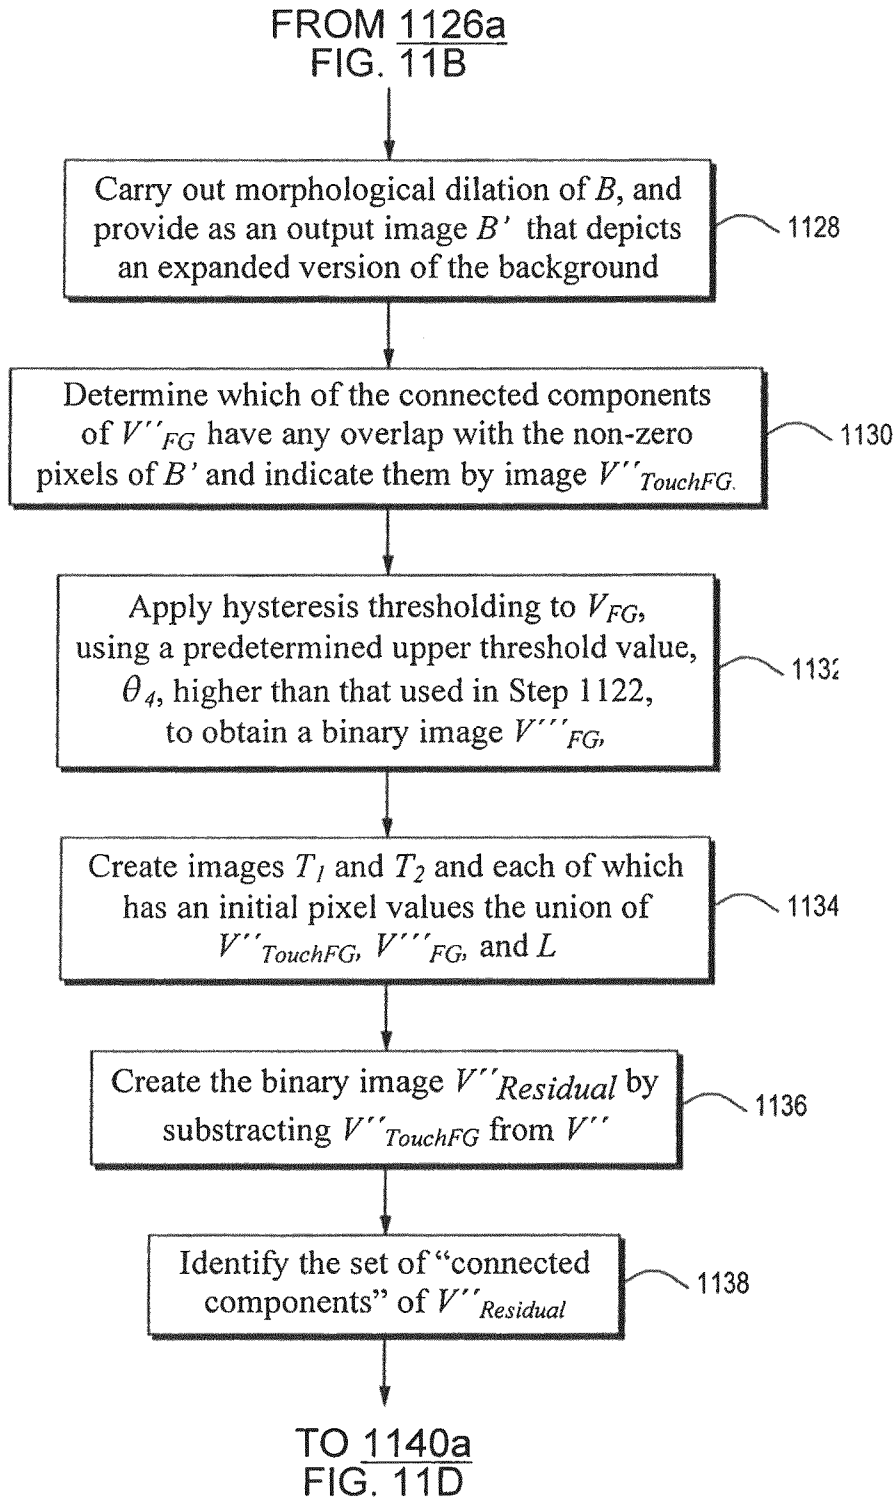 FROM 1126a
FIG. 11B
Carry out morphological dilation of B, and
provide as an output image B' that depicts
an expanded version of the background
1128
Determine which of the connected components
of V´´FG have any overlap with the non-zero
pixels of B' and indicate them by image V´´TouchFG.
1130
Apply hysteresis thresholding to VFG,
using a predetermined upper threshold value,
θ4, higher than that used in Step 1122,
to obtain a binary image V´´´FG,
1132
Create images T1 and T2 and each of which
has an initial pixel values the union of
V´´TouchFG, V´´´FG, and L
1134
Create the binary image V´´Residual by
substracting V´´TouchFG from V´´
1136
Identify the set of “connected
components” of V´´Residual
1138
TO 1140a
FIG. 11D